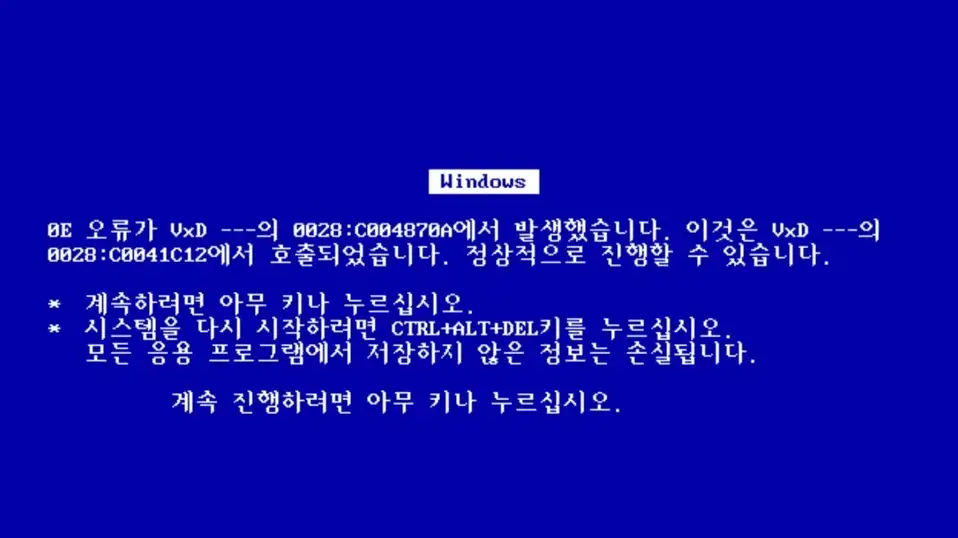 Windows
0E 오류가 VxD ---의 0028:C004870A에서 발생했습니다. 이것은 VxD ---의
0028:C0041C12에서 호출되었습니다. 정상적으로 진행할 수 있습니다.
* 계속하려면 아무 키나 누르십시오.
* 시스템을 다시 시작하려면 CTRL+ALT+DEL키를 누르십시오.
모든 응용 프로그램에서 저장하지 않은 정보는 손실됩니다.
계속 진행하려면 아무 키나 누르십시오.